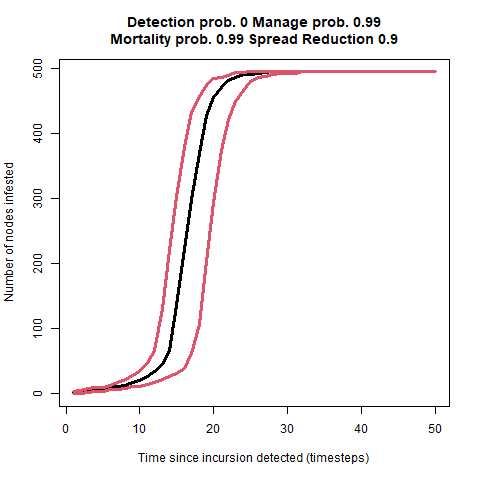 Detection prob. 0 Manage prob. 0.99
Mortality prob. 0.99 Spread Reduction 0.9
Number of nodes infested
500
400
300
200
100
0
0 10 20 30 40 50
Time since incursion detected (timesteps)